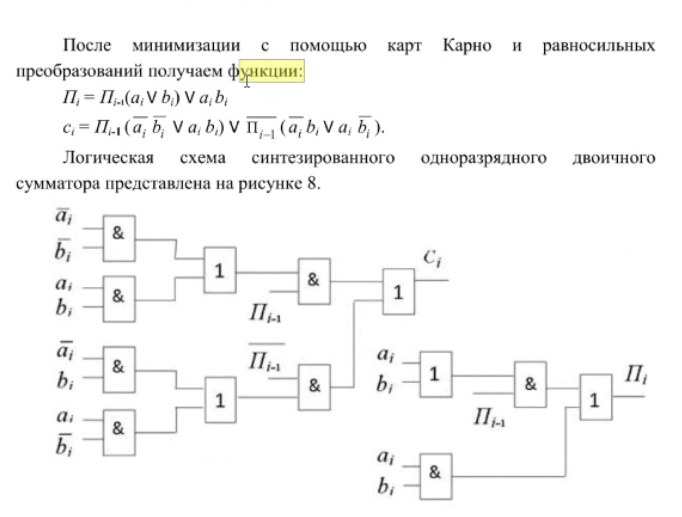 После минимизации с помощью карт Карно и равносильных
преобразований получаем функции:
Пᵢ = Пᵢ₋₁(aᵢ V bᵢ) V aᵢ bᵢ
cᵢ = Пᵢ₋₁ (a̅ᵢ b̅ᵢ V aᵢ bᵢ) V П̅ᵢ₋₁ (a̅ᵢ bᵢ V aᵢ b̅ᵢ).
Логическая схема синтезированного одноразрядного двоичного
сумматора представлена на рисунке 8.
a̅ᵢ
&
b̅ᵢ
1
&
Cᵢ
aᵢ
&
bᵢ
1
Пᵢ₋₁
a̅ᵢ
&
bᵢ
П̅ᵢ₋₁
1
&
aᵢ
&
b̅ᵢ
aᵢ
1
bᵢ
&
Пᵢ
1
Пᵢ₋₁
aᵢ
&
bᵢ